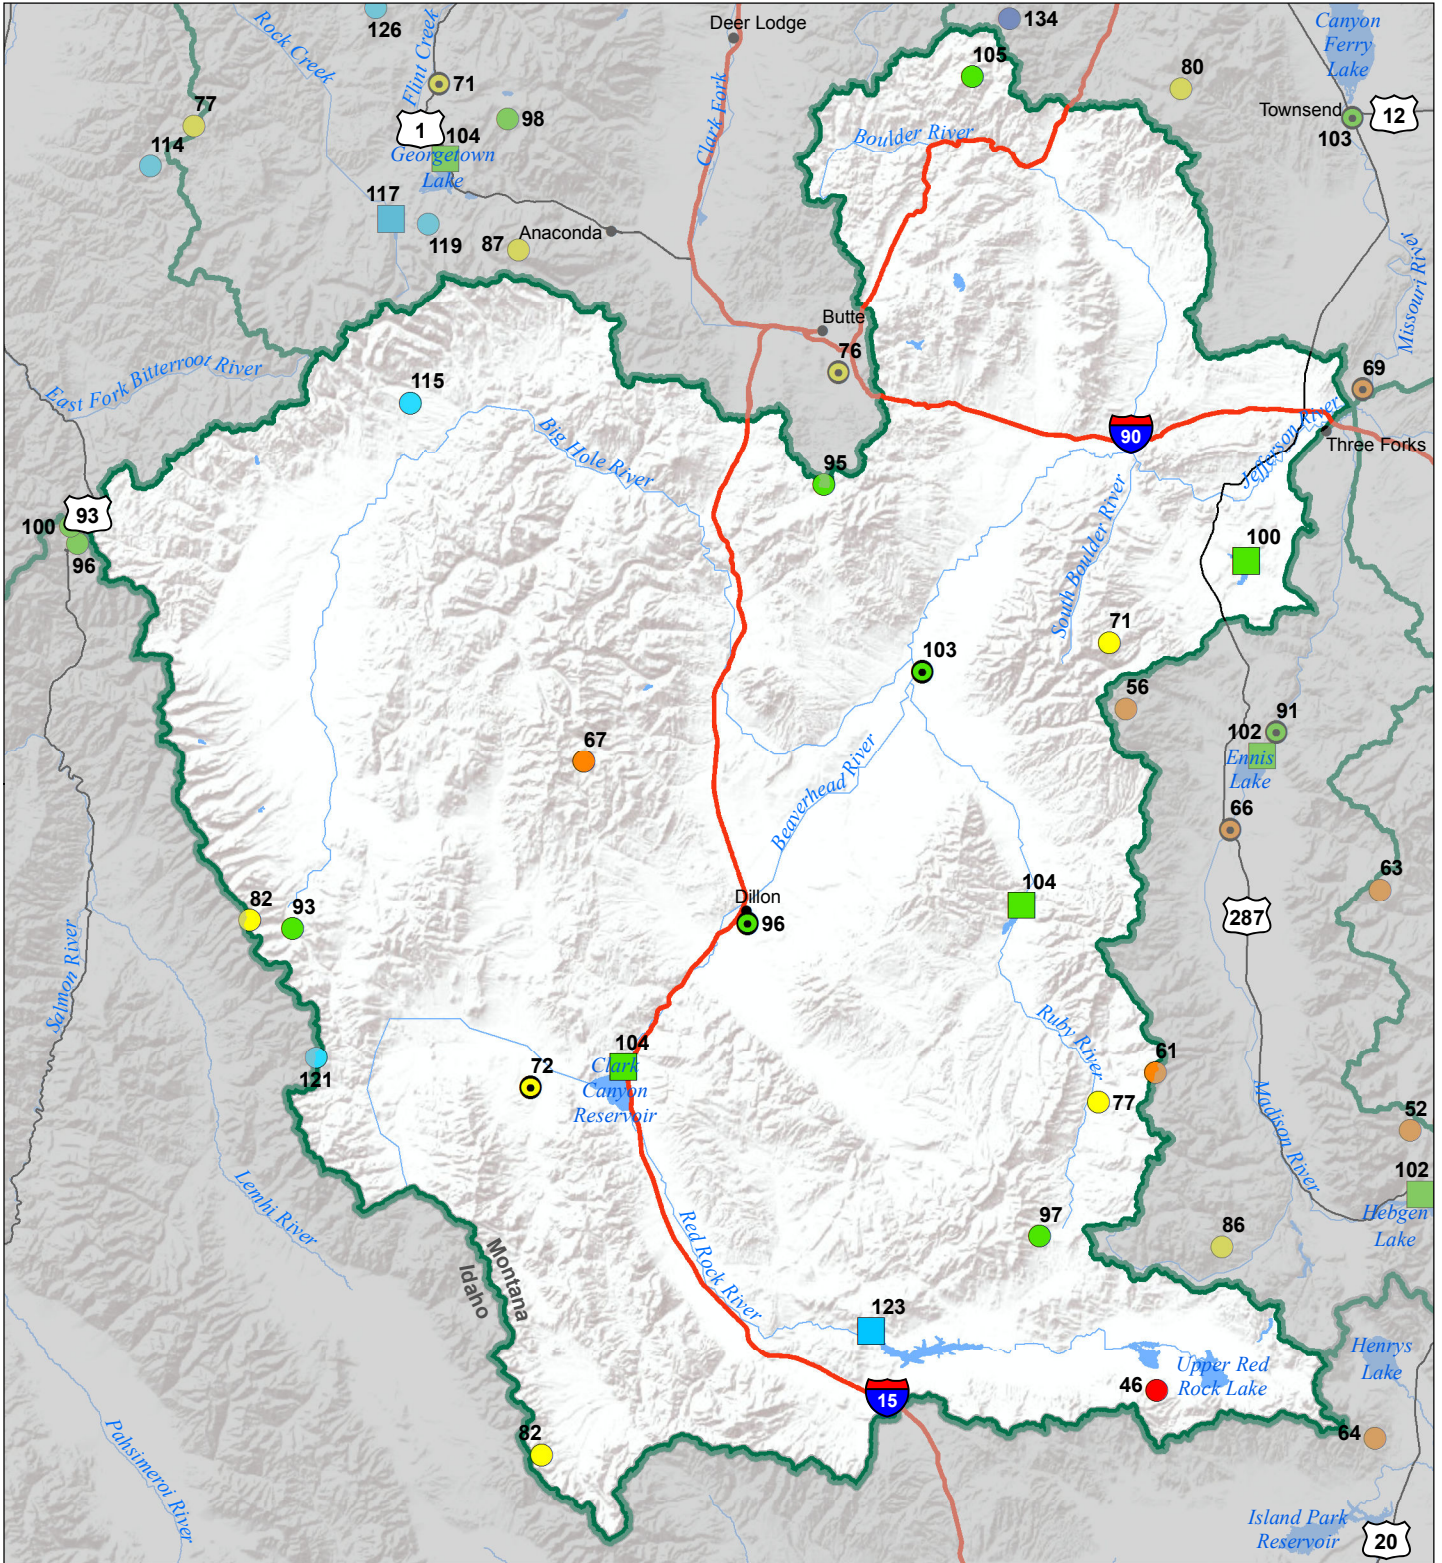 126
Deer Lodge
134
Canyon
Ferry
Lake
Rock Creek
Flint Creek
105
71
80
77
1
98
Clark Fork
Townsend
12
103
114
104
Georgetown
Lake
Boulder River
117
119
87
Anaconda
Missouri River
Butte
76
East Fork Bitterroot River
115
69
Big Hole River
90
Jefferson River
Three Forks
95
93
100
96
South Boulder River
100
71
103
56
91
102
Ennis
Lake
67
Beaverhead River
66
63
82
93
Dillon
96
104
287
Salmon River
Ruby River
121
72
104
Clark
Canyon
Reservoir
61
77
Madison River
52
102
Hebgen
Lake
Lemhi River
97
86
Red Rock River
Montana
Idaho
123
Henrys
Lake
46
Upper Red
Rock Lake
15
82
64
Pahsimeroi River
Island Park
Reservoir
20